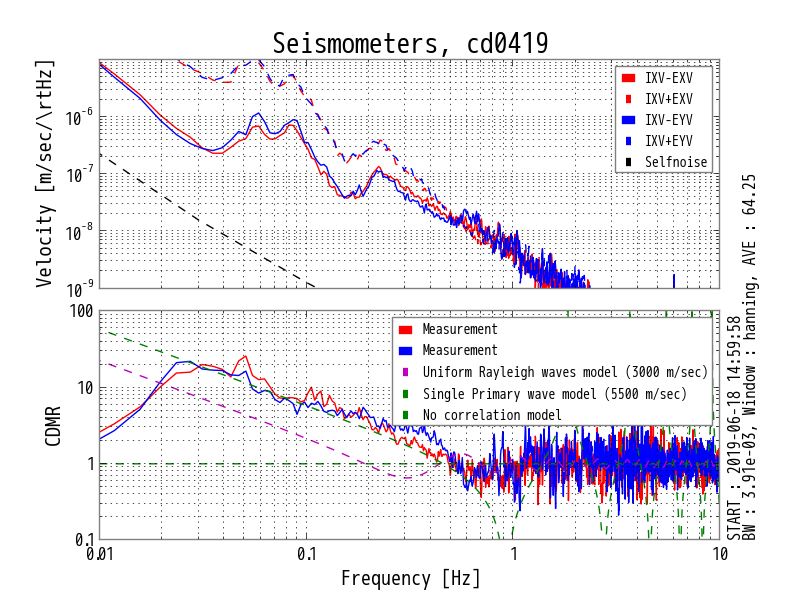 Seismometers, cd0419
Velocity [m/sec/\rtHz]
10^-6
10^-7
10^-8
10^-9
IXV-EXV
IXV+EXV
IXV-EYV
IXV+EYV
Selfnoise
CDMR
100
10
1
0.1
Measurement
Measurement
Uniform Rayleigh waves model (3000 m/sec)
Single Primary wave model (5500 m/sec)
No correlation model
0.01
0.1
1
10
Frequency [Hz]
START : 2019-06-18 14:59:58
BW : 3.91e-03, Window : hanning, AVE : 64.25